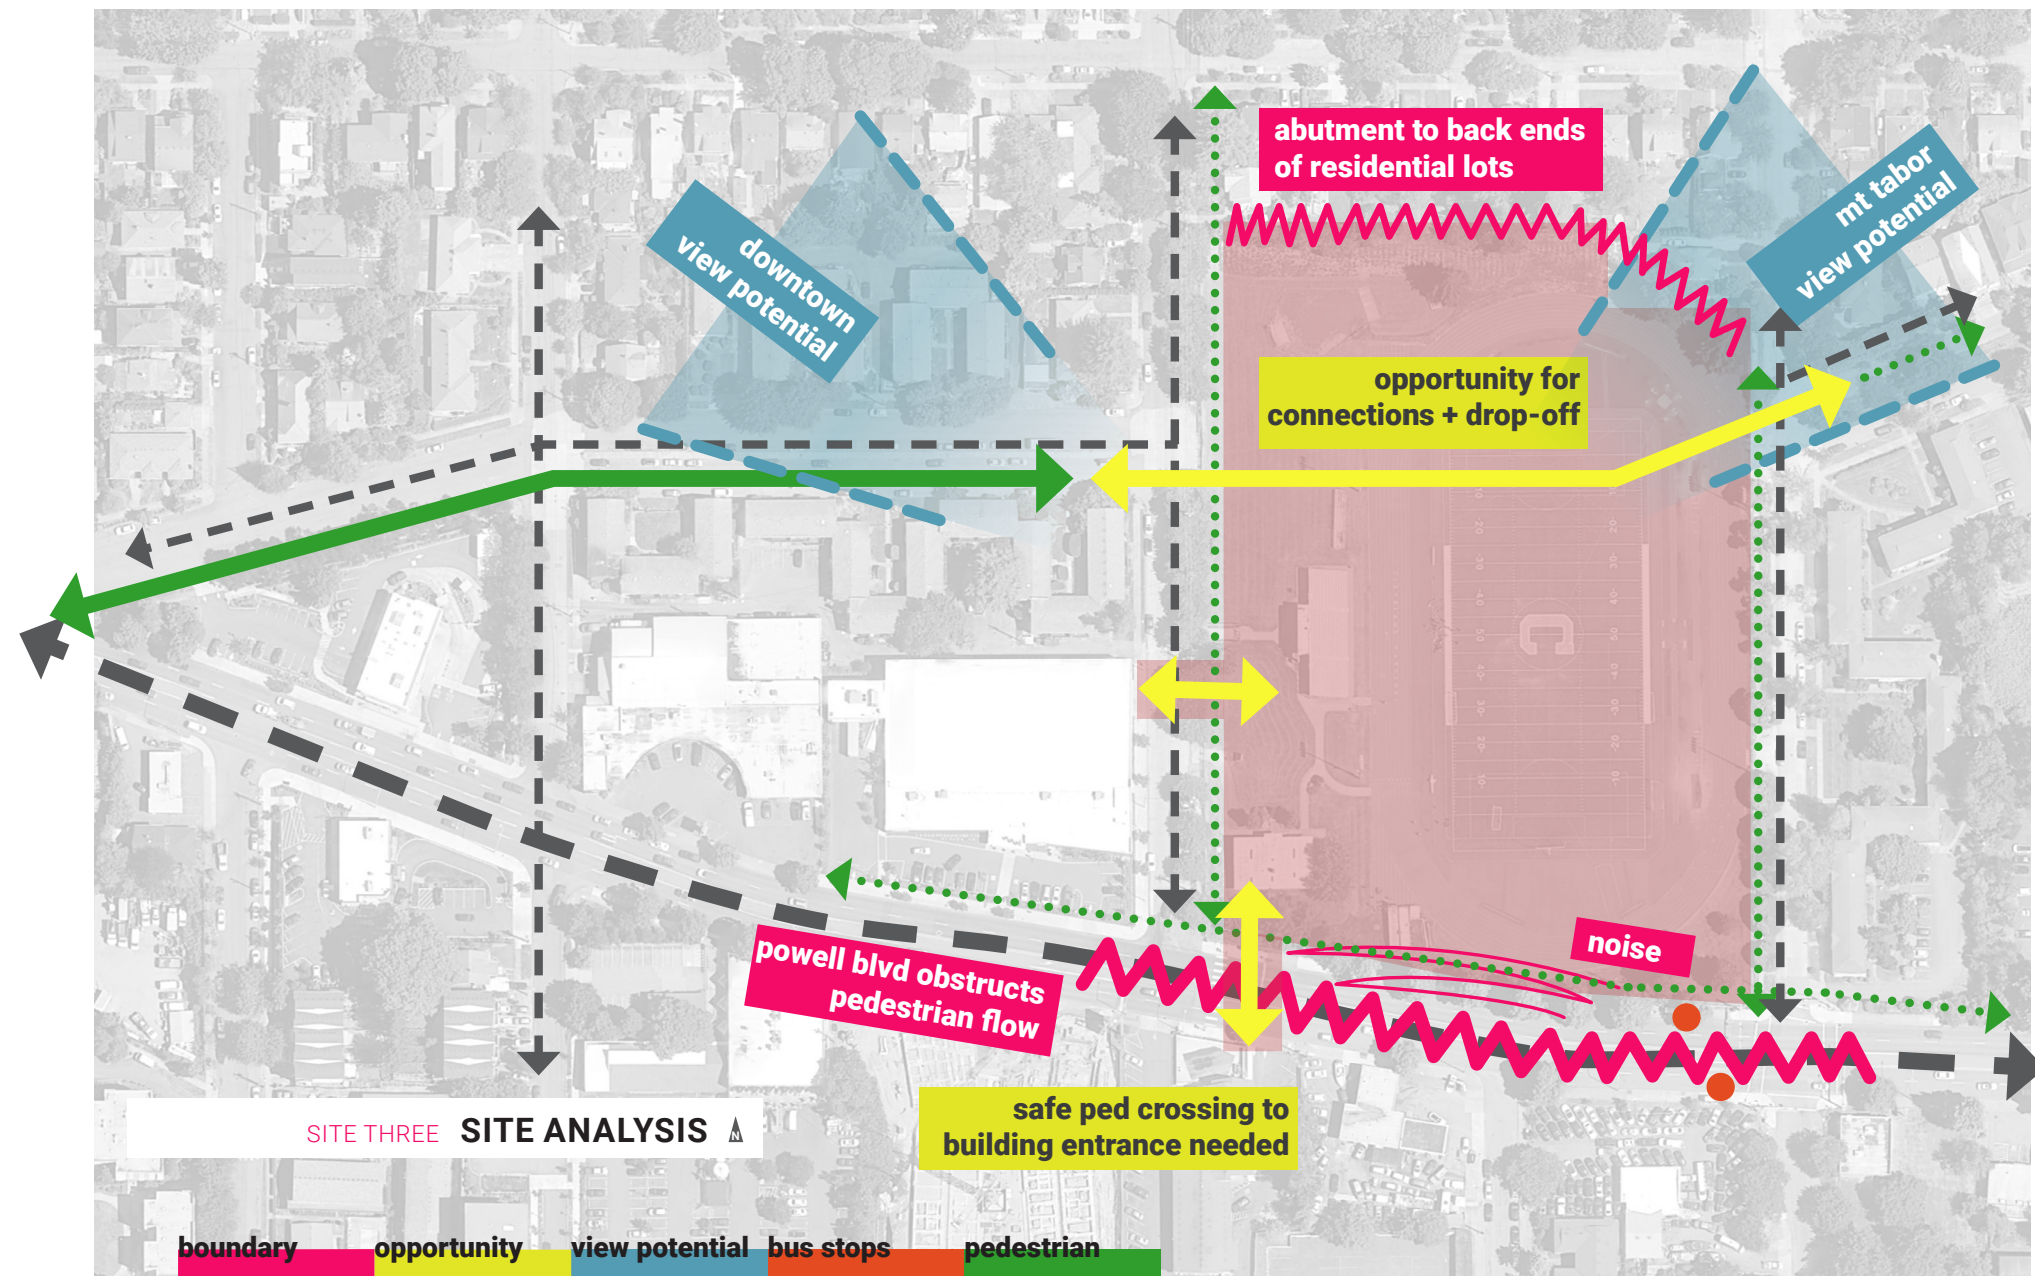 abutment to back ends
of residential lots
mt tabor
view potential
downtown
view potential
opportunity for
connections + drop-off
C
noise
powell blvd obstructs
pedestrian flow
safe ped crossing to
building entrance needed
SITE THREE SITE ANALYSIS N
boundary opportunity view potential bus stops pedestrian